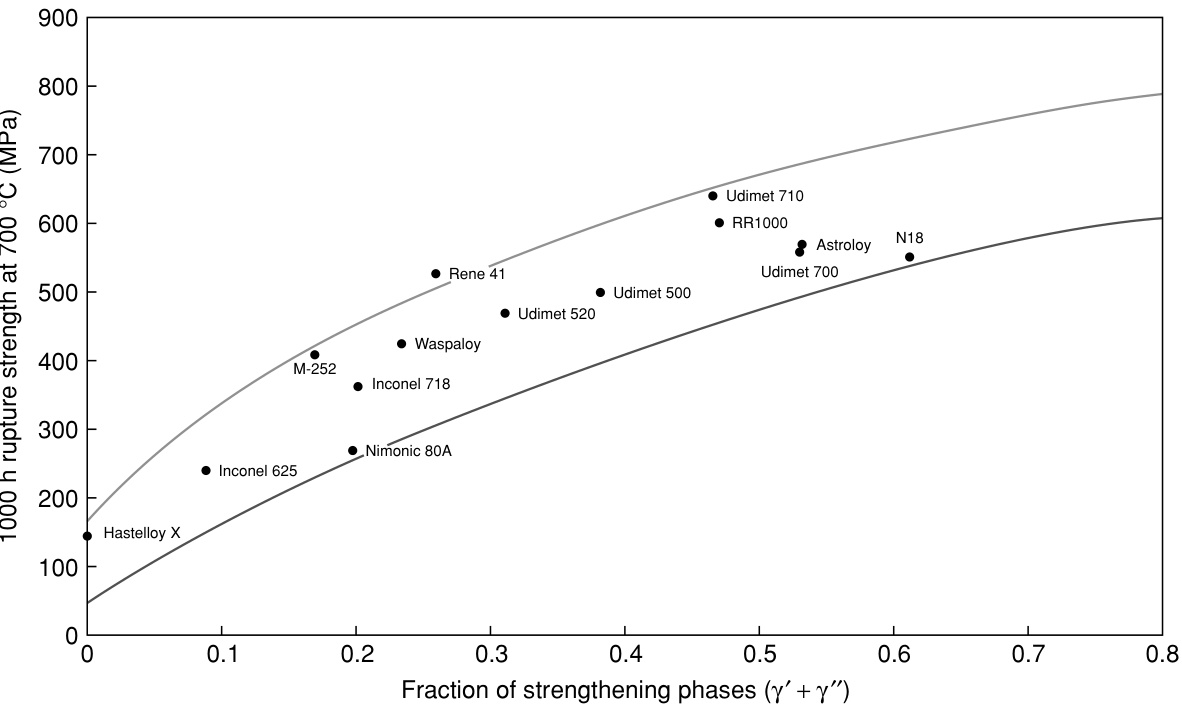 900
800
700
600
500
400
300
200
100
0
1000 h rupture strength at 700 °C (MPa)
Udimet 710
RR1000
N18
Astroloy
Udimet 700
Rene 41
Udimet 500
Udimet 520
Waspaloy
M-252
Inconel 718
Nimonic 80A
Inconel 625
Hastelloy X
0 0.1 0.2 0.3 0.4 0.5 0.6 0.7 0.8
Fraction of strengthening phases (γ′ + γ″)